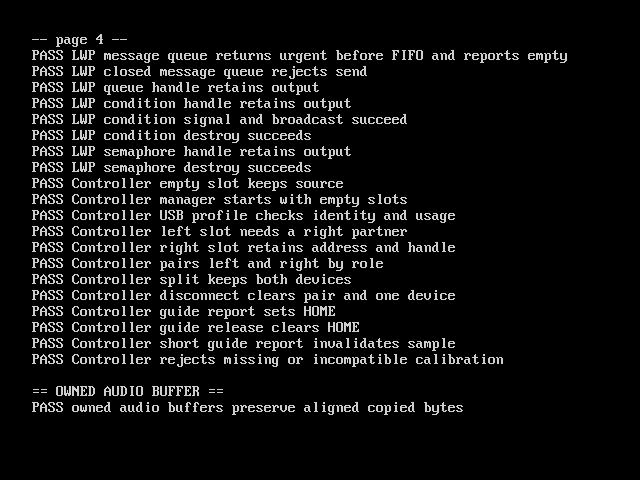 -- page 4 --
PASS LWP message queue returns urgent before FIFO and reports empty
PASS LWP closed message queue rejects send
PASS LWP queue handle retains output
PASS LWP condition handle retains output
PASS LWP condition signal and broadcast succeed
PASS LWP condition destroy succeeds
PASS LWP semaphore handle retains output
PASS LWP semaphore destroy succeeds
PASS Controller empty slot keeps source
PASS Controller manager starts with empty slots
PASS Controller USB profile checks identity and usage
PASS Controller left slot needs a right partner
PASS Controller right slot retains address and handle
PASS Controller pairs left and right by role
PASS Controller split keeps both devices
PASS Controller disconnect clears pair and one device
PASS Controller guide report sets HOME
PASS Controller guide release clears HOME
PASS Controller short guide report invalidates sample
PASS Controller rejects missing or incompatible calibration
== OWNED AUDIO BUFFER ==
PASS owned audio buffers preserve aligned copied bytes